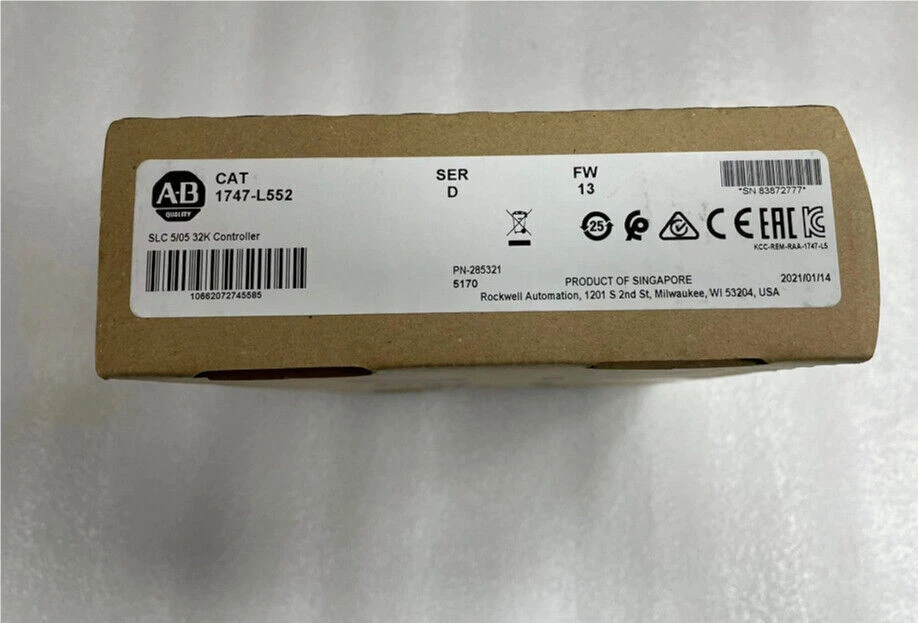 A-B
QUALITY
CAT
1747-L552
SER
D
FW
13
*SN 83872777*
SLC 5/05 32K Controller
10662072745585
25
CE EAC
KCC-REM-RAA-1747-L5
PN-285321
5170
PRODUCT OF SINGAPORE
2021/01/14
Rockwell Automation, 1201 S 2nd St, Milwaukee, WI 53204, USA